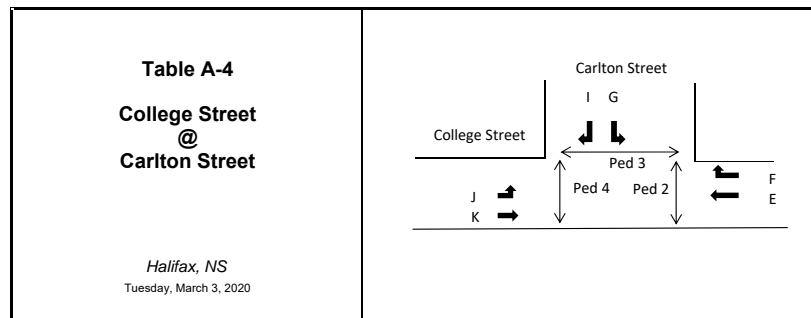 Table A-4
College Street
@
Carlton Street
Halifax, NS
Tuesday, March 3, 2020
Carlton Street
I G
College Street
Ped 3
Ped 4 Ped 2
F
J
E
K